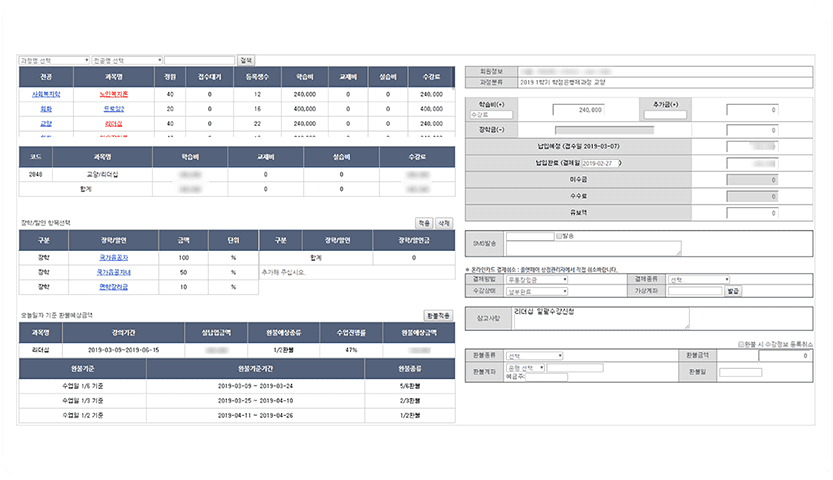 과정명 선택 전공명 선택 검색
전공 과목명 정원 접수대기 등록생수 학습비 교재비 실습비 수강료
사회복지학 노인복지론 40 0 12 240,000 0 0 240,000
회화 드로잉2 20 0 16 400,000 0 0 400,000
교양 리더십 40 0 22 240,000 0 0 240,000
코드 과목명 학습비 교재비 실습비 수강료
2848 교양/리더십 0 0
합계 0 0
장학/할인 항목선택 적용 삭제
구분 장학/할인 금액 단위
장학 국가유공자 100 %
장학 국가유공자녀 50 %
장학 면학장려금 10 %
구분 장학/할인 장학/할인금
합계 0
추가해 주십시오.
오늘일자 기준 환불예상금액 환불적용
과목명 강의기간 실납입금액 환불예상종류 수업진행률 환불예상금액
리더십 2019-03-09~2019-06-15 1/2환불 47%
환불기준 환불기준기간 환불종류
수업일 1/6 기준 2019-03-09 ~ 2019-03-24 5/6환불
수업일 1/3 기준 2019-03-25 ~ 2019-04-10 2/3환불
수업일 1/2 기준 2019-04-11 ~ 2019-04-26 1/2환불
회원정보
과정분류 2019-1학기 학점은행제과정 교양
학습비(+) 240,000 추가금(+) 0
수강료
장학금(-) 0
납입예정 (접수일 2019-03-07)
납입완료 (결제일 2019-02-27 )
미수금 0
수수료 0
유보액 0
SMS발송 발송
* 온라인카드 결제취소 : 올앳페이 상점관리자에서 직접 취소바랍니다.
결제방법 무통장입금 결제종류 선택
수강상태 납부완료 가상계좌 발급
참고사항 리더십 일괄수강신청
환불 시 수강정보 등록취소
환불종류 선택 환불금액 0
환불계좌 은행 선택 환불일
예금주: